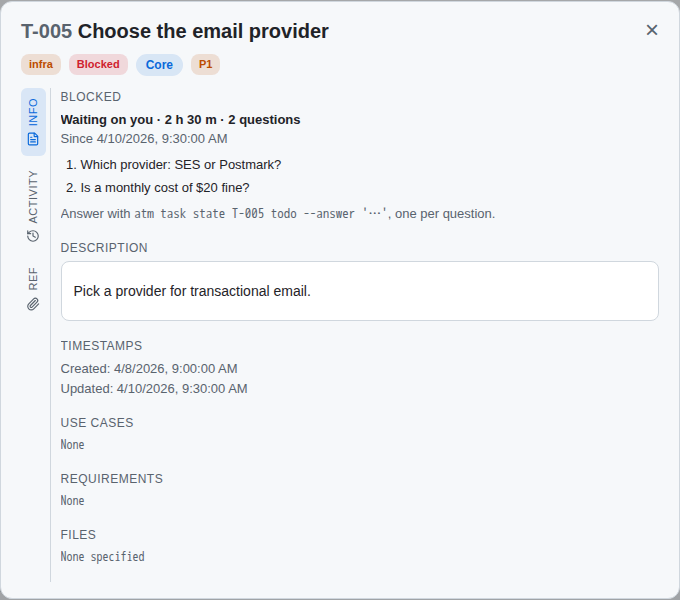 T-005 Choose the email provider
infra Blocked Core P1
INFO
ACTIVITY
REF
BLOCKED
Waiting on you · 2 h 30 m · 2 questions
Since 4/10/2026, 9:30:00 AM
1. Which provider: SES or Postmark?
2. Is a monthly cost of $20 fine?
Answer with atm task state T-005 todo --answer '…', one per question.
DESCRIPTION
Pick a provider for transactional email.
TIMESTAMPS
Created: 4/8/2026, 9:00:00 AM
Updated: 4/10/2026, 9:30:00 AM
USE CASES
None
REQUIREMENTS
None
FILES
None specified